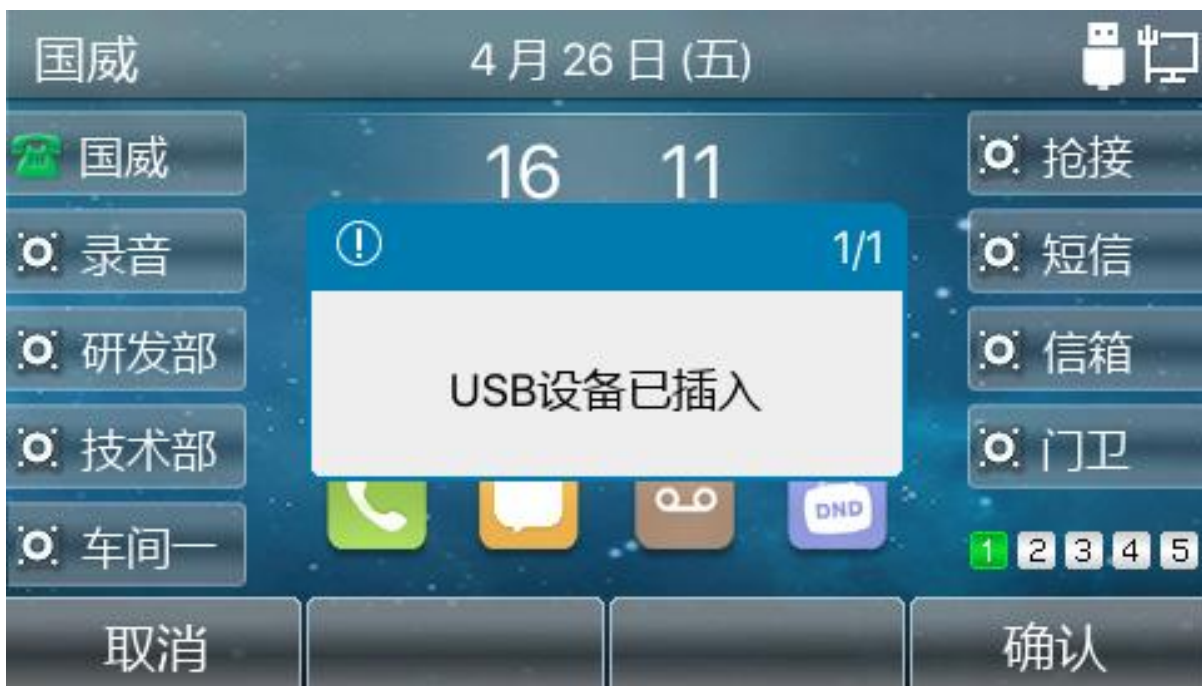 国威
4月26日(五)
国威
16 11
抢接
录音
1/1
短信
研发部
USB设备已插入
信箱
技术部
门卫
DND
车间一
1 2 3 4 5
取消
确认